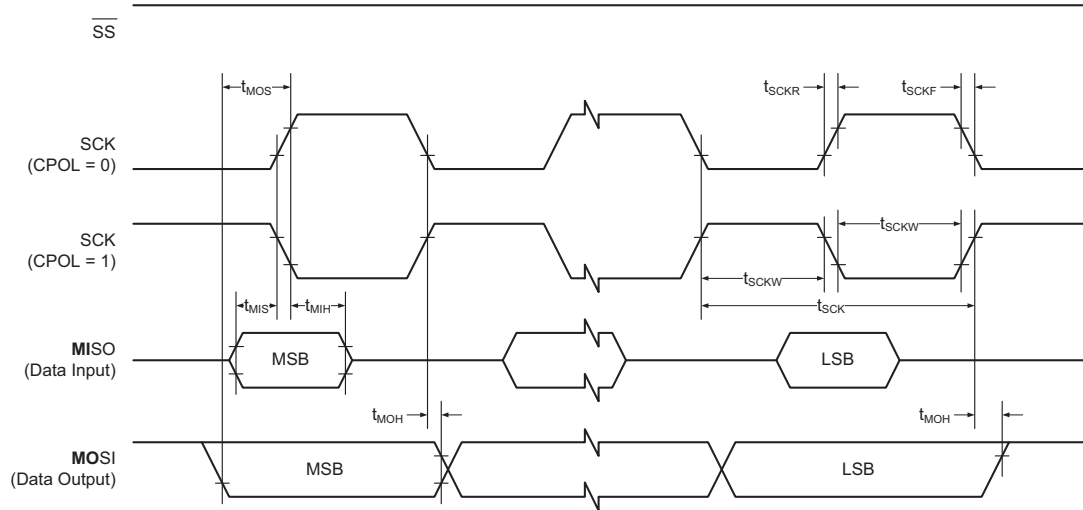 SS
tMOS
tSCKR
tSCKF
SCK
(CPOL = 0)
SCK
(CPOL = 1)
tSCKW
tSCKW
tSCK
tMIS
tMIH
MISO
(Data Input)
MSB
LSB
tMOH
tMOH
MOSI
(Data Output)
MSB
LSB